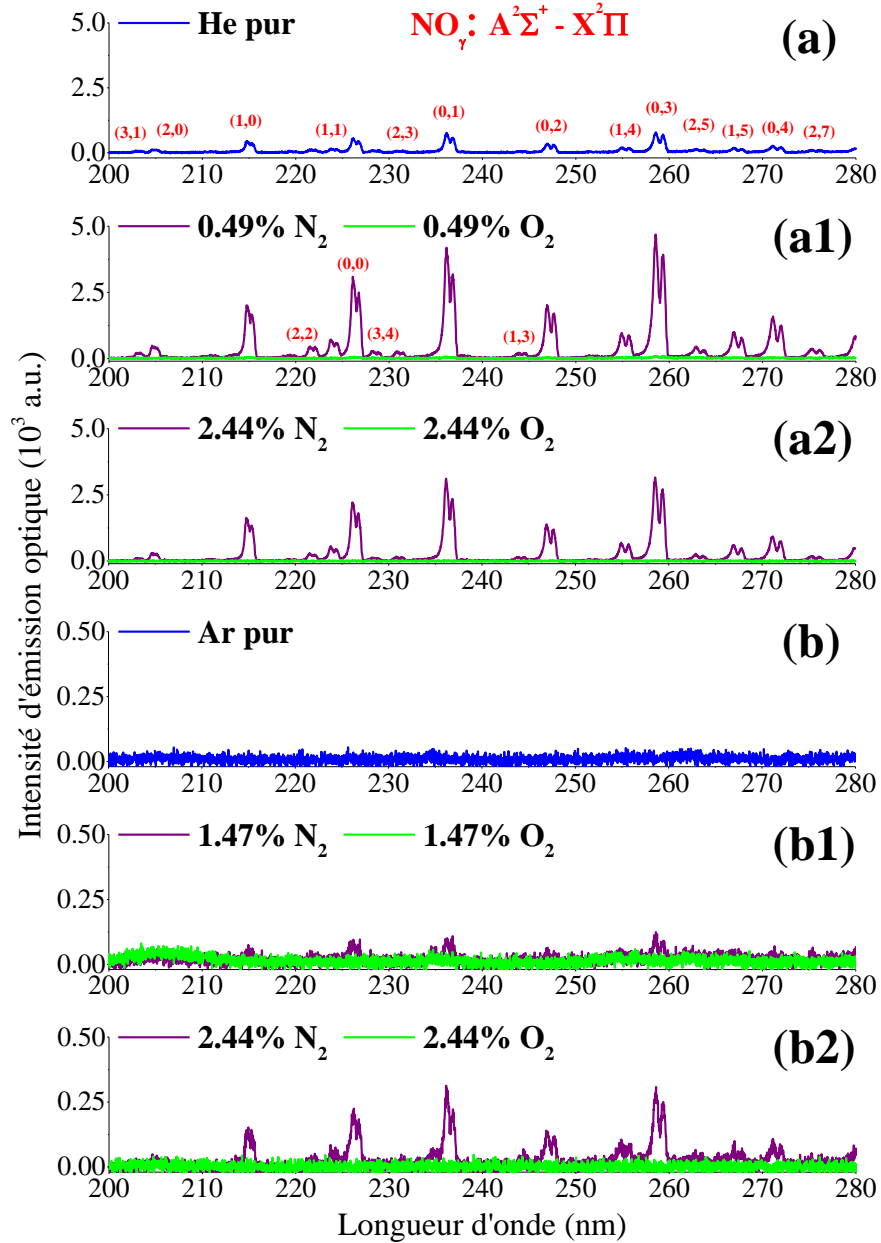 He pur
NOγ: A²Σ⁺ - X²Π
(a)
5.0
2.5
0.0
(3,1) (2,0) (1,0) (1,1) (2,3) (0,1) (0,2) (1,4) (0,3) (2,5) (1,5) (0,4) (2,7)
200 210 220 230 240 250 260 270 280
0.49% N₂ 0.49% O₂
(a1)
5.0
2.5
0.0
(2,2) (0,0) (3,4) (1,3)
200 210 220 230 240 250 260 270 280
2.44% N₂ 2.44% O₂
(a2)
5.0
2.5
0.0
200 210 220 230 240 250 260 270 280
Ar pur
(b)
0.50
0.25
0.00
200 210 220 230 240 250 260 270 280
1.47% N₂ 1.47% O₂
(b1)
0.50
0.25
0.00
200 210 220 230 240 250 260 270 280
2.44% N₂ 2.44% O₂
(b2)
0.50
0.25
0.00
200 210 220 230 240 250 260 270 280
Longueur d'onde (nm)
Intensité d'émission optique (10³ a.u.)